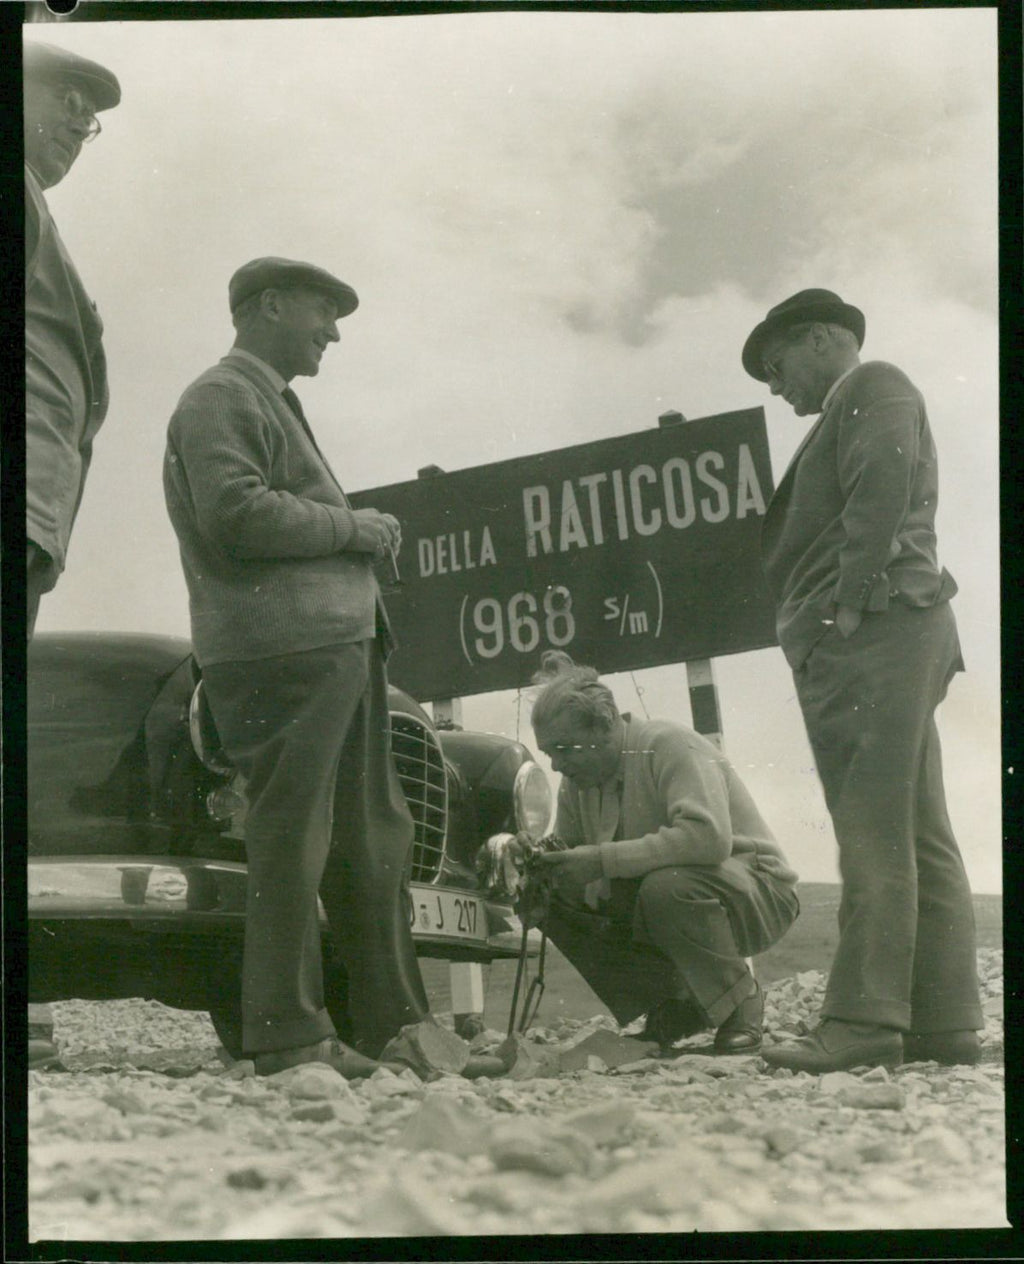 DELLA RATICOSA
(968 s/m)
J 217